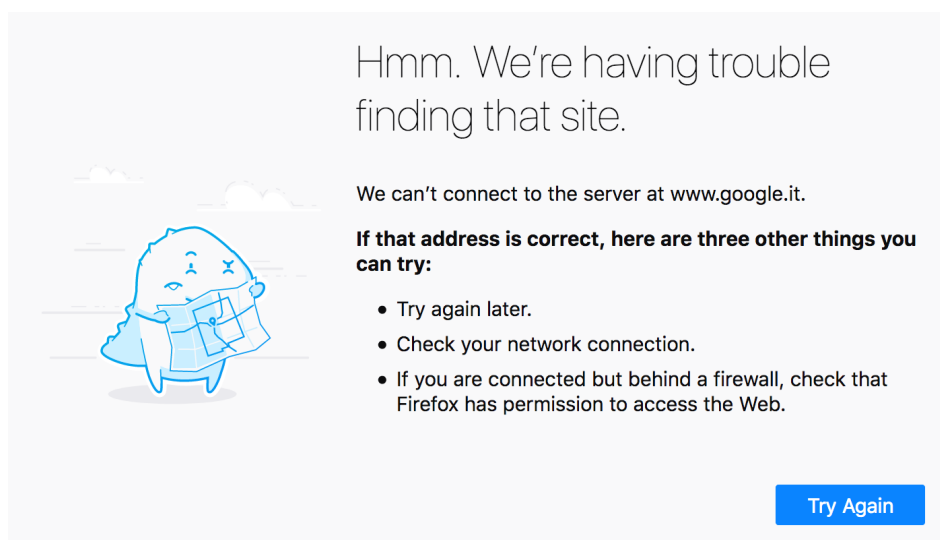 Hmm. We’re having trouble
finding that site.
We can’t connect to the server at www.google.it.
If that address is correct, here are three other things you
can try:
• Try again later.
• Check your network connection.
• If you are connected but behind a firewall, check that
Firefox has permission to access the Web.
Try Again